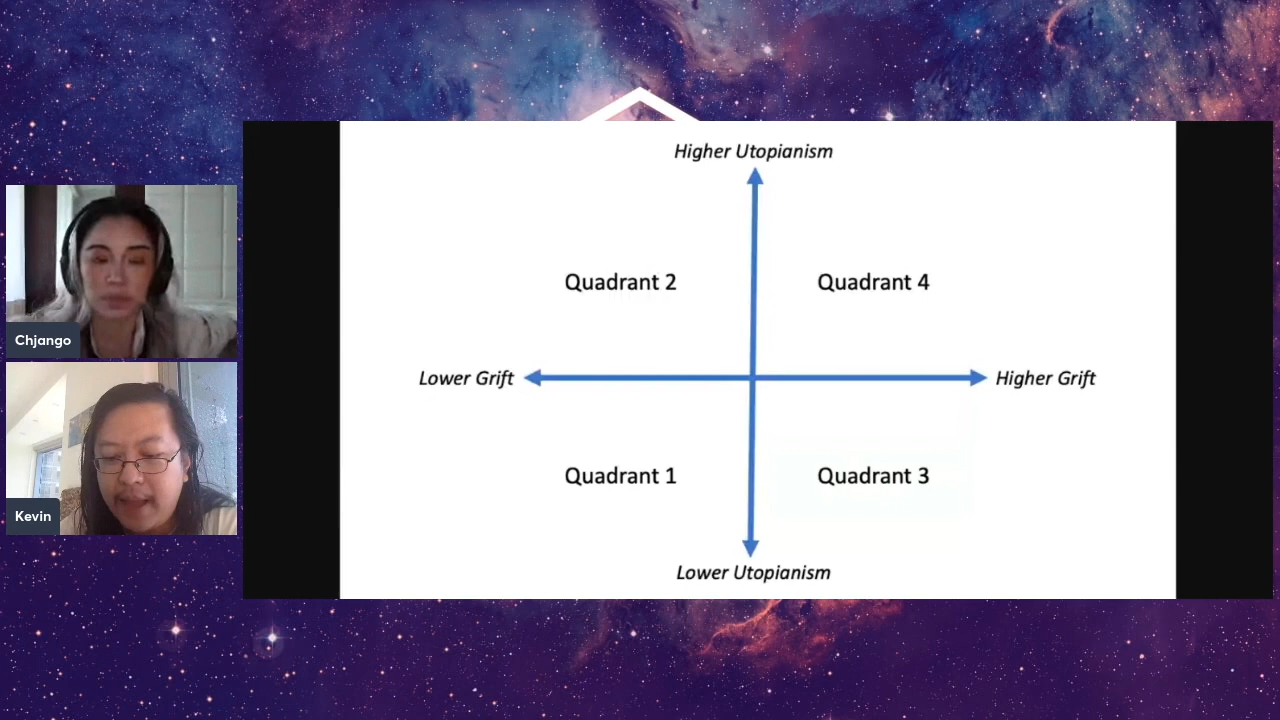 Higher Utopianism
Quadrant 2
Quadrant 4
Lower Grift
Higher Grift
Quadrant 1
Quadrant 3
Lower Utopianism
Chjango
Kevin